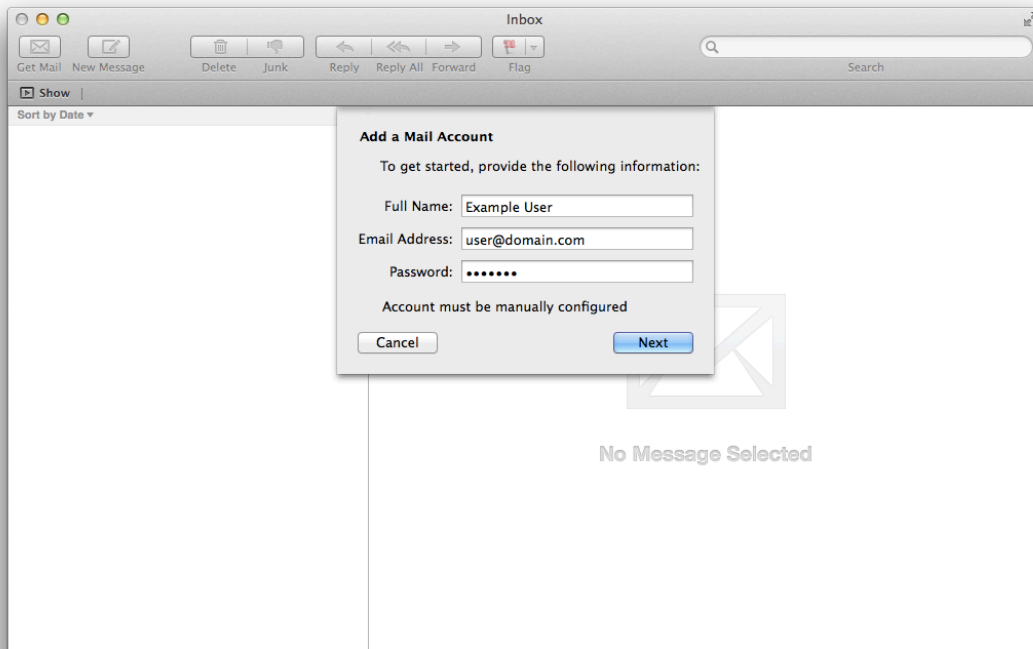 Inbox
Get Mail New Message Delete Junk Reply Reply All Forward Flag Search
Show
Sort by Date
Add a Mail Account
To get started, provide the following information:
Full Name: Example User
Email Address: user@domain.com
Password: •••••••
Account must be manually configured
Cancel Next
No Message Selected